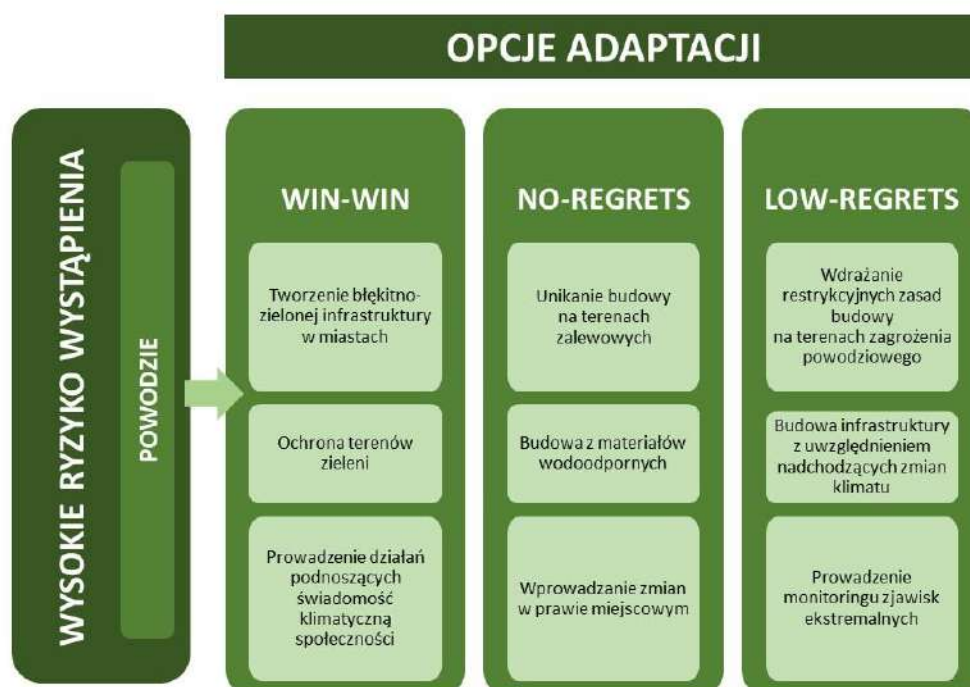 OPCJE ADAPTACJI
WYSOKIE RYZYKO WYSTĄPIENIA
POWODZIE
WIN-WIN
Tworzenie błękitno-
zielonej infrastruktury
w miastach
Ochrona terenów
zieleni
Prowadzenie działań
podnoszących
świadomość
klimatyczną
społeczności
NO-REGRETS
Unikanie budowy
na terenach
zalewowych
Budowa z materiałów
wodoodpornych
Wprowadzanie zmian
w prawie miejscowym
LOW-REGRETS
Wdrażanie
restrykcyjnych zasad
budowy
na terenach zagrożenia
powodziowego
Budowa infrastruktury
z uwzględnieniem
nadchodzących zmian
klimatu
Prowadzenie
monitoringu zjawisk
ekstremalnych